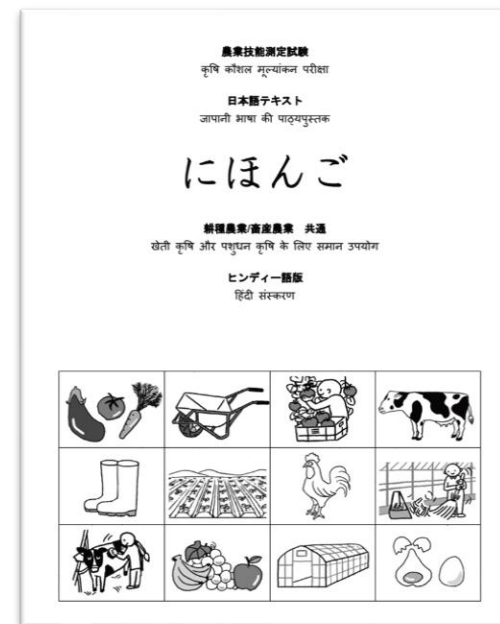 農業技能測定試験
कृषि कौशल मूल्यांकन परीक्षा
日本語テキスト
जापानी भाषा की पाठ्यपुस्तक
にほんご
耕種農業/畜産農業　共通
खेती कृषि और पशुधन कृषि के लिए समान उपयोग
ヒンディー語版
हिंदी संस्करण